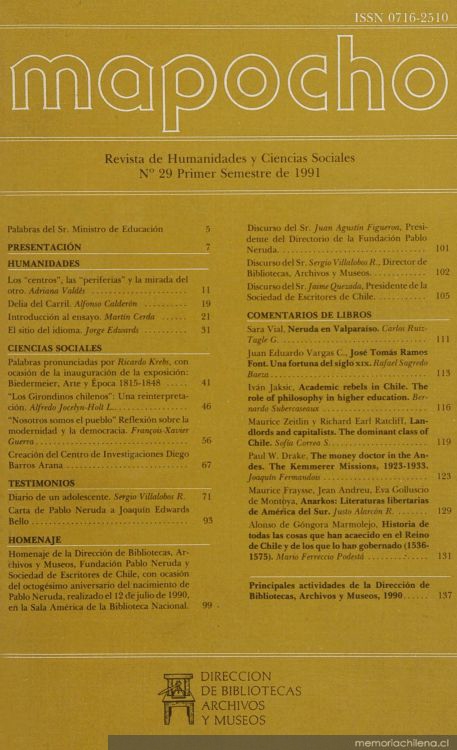 ISSN 0716-2510
mapocho
Revista de Humanidades y Ciencias Sociales
Nº 29 Primer Semestre de 1991
Palabras del Sr. Ministro de Educación 5
PRESENTACIÓN 7
HUMANIDADES
Los "centros", las "periferias" y la mirada del
otro. Adriana Valdés 11
Delia del Carril. Alfonso Calderón 19
Introducción al ensayo. Martín Cerda 21
El sitio del idioma. Jorge Edwards 31
CIENCIAS SOCIALES
Palabras pronunciadas por Ricardo Krebs, con
ocasión de la inauguración de la exposición:
Biedermeier, Arte y Época 1815-1848 41
"Los Girondinos chilenos": Una reinterpreta-
ción. Alfredo Jocelyn-Holt L. 46
"Nosotros somos el pueblo" Reflexión sobre la
modernidad y la democracia. François-Xavier
Guerra 56
Creación del Centro de Investigaciones Diego
Barros Arana 67
TESTIMONIOS
Diario de un adolescente. Sergio Villalobos R. 71
Carta de Pablo Neruda a Joaquín Edwards
Bello 93
HOMENAJE
Homenaje de la Dirección de Bibliotecas, Ar-
chivos y Museos, Fundación Pablo Neruda y
Sociedad de Escritores de Chile, con ocasión
del octogésimo aniversario del nacimiento de
Pablo Neruda, realizado el 12 de julio de 1990,
en la Sala América de la Biblioteca Nacional. 99
Discurso del Sr. Juan Agustín Figueroa, Presi-
dente del Directorio de la Fundación Pablo
Neruda. 101
Discurso del Sr. Sergio Villalobos R., Director de
Bibliotecas, Archivos y Museos. 102
Discurso del Sr. Jaime Quezada, Presidente de la
Sociedad de Escritores de Chile. 105
COMENTARIOS DE LIBROS
Sara Vial, Neruda en Valparaíso. Carlos Ruiz-
Tagle G. 111
Juan Eduardo Vargas C., José Tomás Ramos
Font. Una fortuna del siglo XIX. Rafael Sagredo
Baeza 113
Iván Jaksic, Academic rebels in Chile. The
role of philosophy in higher education. Ber-
nardo Subercaseaux 116
Maurice Zeitlin y Richard Earl Ratcliff, Lan-
dlords and capitalists. The dominant class of
Chile. Sofía Correa S. 119
Paul W. Drake, The money doctor in the An-
des. The Kemmerer Missions, 1923-1933.
Joaquín Fermandois 123
Maurice Fraysse, Jean Andreu, Eva Golluscio
de Montoya, Anarkos: Literaturas libertarias
de América del Sur. Justo Alarcón R. 129
Alonso de Góngora Marmolejo, Historia de
todas las cosas que han acaecido en el Reino
de Chile y de los que lo han gobernado (1536-
1575). Mario Ferreccio Podestá 131
Principales actividades de la Dirección de
Bibliotecas, Archivos y Museos, 1990 137
DIRECCION
DE BIBLIOTECAS
ARCHIVOS
Y MUSEOS
memoriachilena.cl